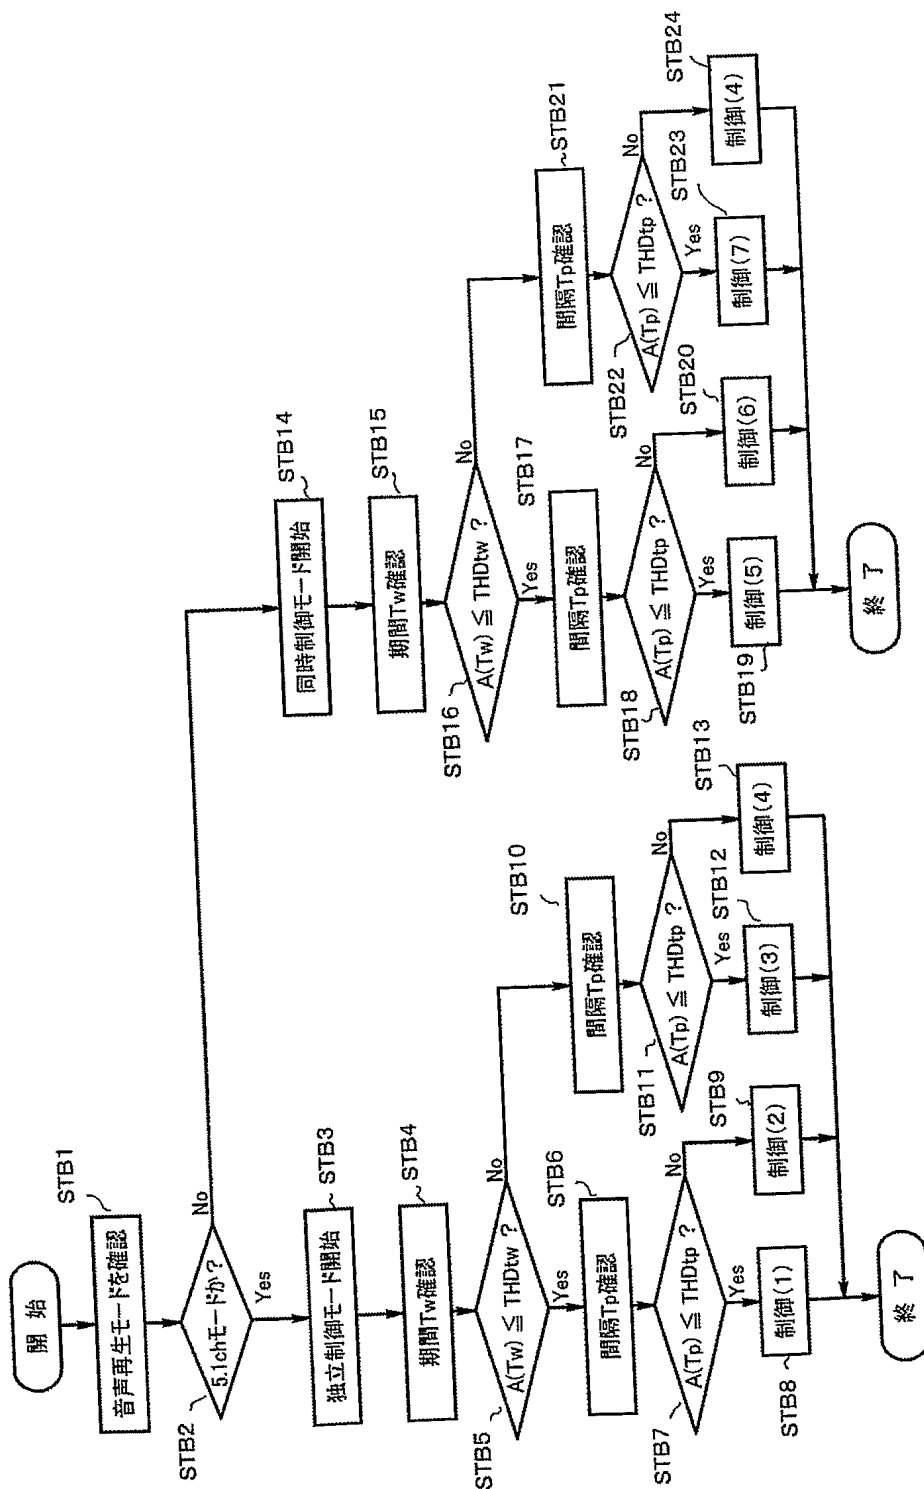 開 始
音声再生モードを確認
STB1
5.1chモードか？
STB2
No
Yes
独立制御モード開始
STB3
期間Tw確認
STB4
A(Tw) ≦ THDtw ?
STB5
No
Yes
間隔Tp確認
STB6
A(Tp) ≦ THDtp ?
STB7
No
Yes
制御(1)
STB8
制御(2)
STB9
間隔Tp確認
STB10
A(Tp) ≦ THDtp ?
STB11
No
Yes
制御(3)
STB12
制御(4)
STB13
終 了
同時制御モード開始
STB14
期間Tw確認
STB15
A(Tw) ≦ THDtw ?
STB16
No
Yes
間隔Tp確認
STB17
A(Tp) ≦ THDtp ?
STB18
No
Yes
制御(5)
STB19
制御(6)
STB20
間隔Tp確認
STB21
A(Tp) ≦ THDtp ?
STB22
No
Yes
制御(7)
STB23
制御(4)
STB24
終 了